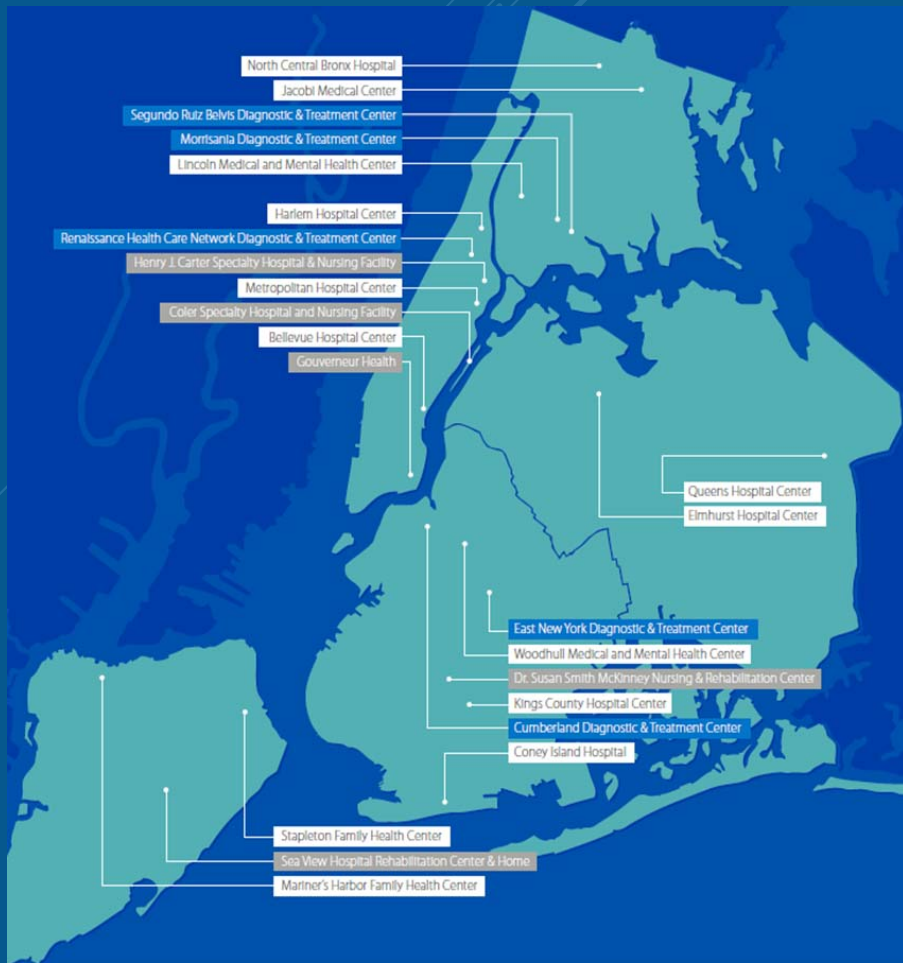 North Central Bronx Hospital
Jacobi Medical Center
Segundo Ruiz Belvis Diagnostic & Treatment Center
Morrisania Diagnostic & Treatment Center
Lincoln Medical and Mental Health Center
Harlem Hospital Center
Renaissance Health Care Network Diagnostic & Treatment Center
Henry J. Carter Specialty Hospital & Nursing Facility
Metropolitan Hospital Center
Coler Specialty Hospital and Nursing Facility
Bellevue Hospital Center
Gouverneur Health
Queens Hospital Center
Elmhurst Hospital Center
East New York Diagnostic & Treatment Center
Woodhull Medical and Mental Health Center
Dr. Susan Smith McKinney Nursing & Rehabilitation Center
Kings County Hospital Center
Cumberland Diagnostic & Treatment Center
Coney Island Hospital
Stapleton Family Health Center
Sea View Hospital Rehabilitation Center & Home
Mariner's Harbor Family Health Center